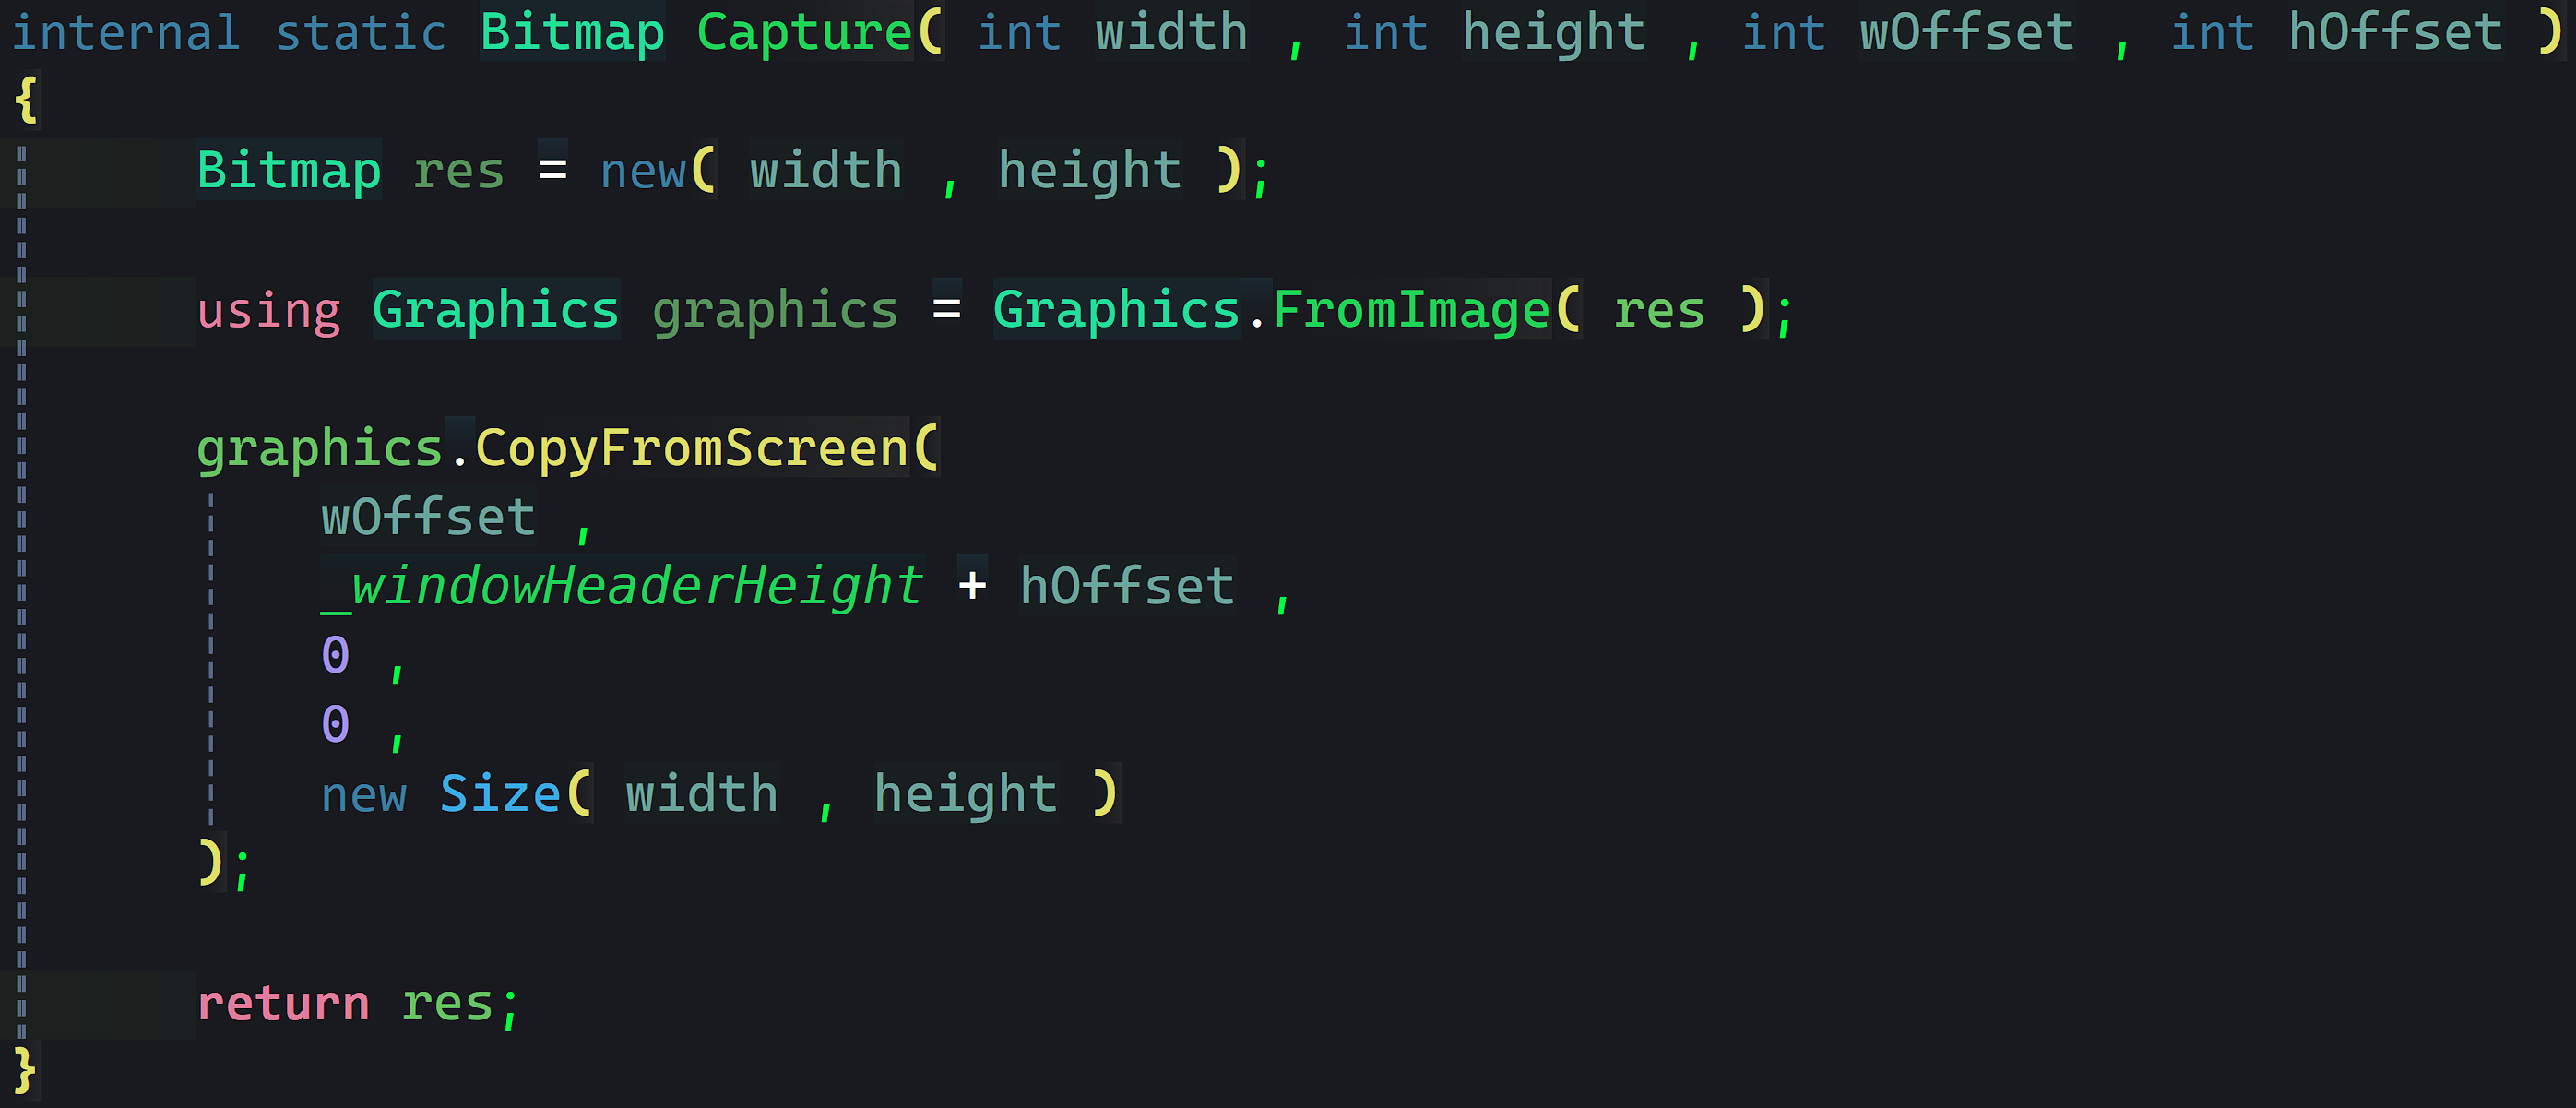 internal static Bitmap Capture( int width , int height , int wOffset , int hOffset )
{
Bitmap res = new( width , height );
using Graphics graphics = Graphics.FromImage( res );
graphics.CopyFromScreen(
wOffset ,
_windowHeaderHeight + hOffset ,
0 ,
0 ,
new Size( width , height )
);
return res;
}